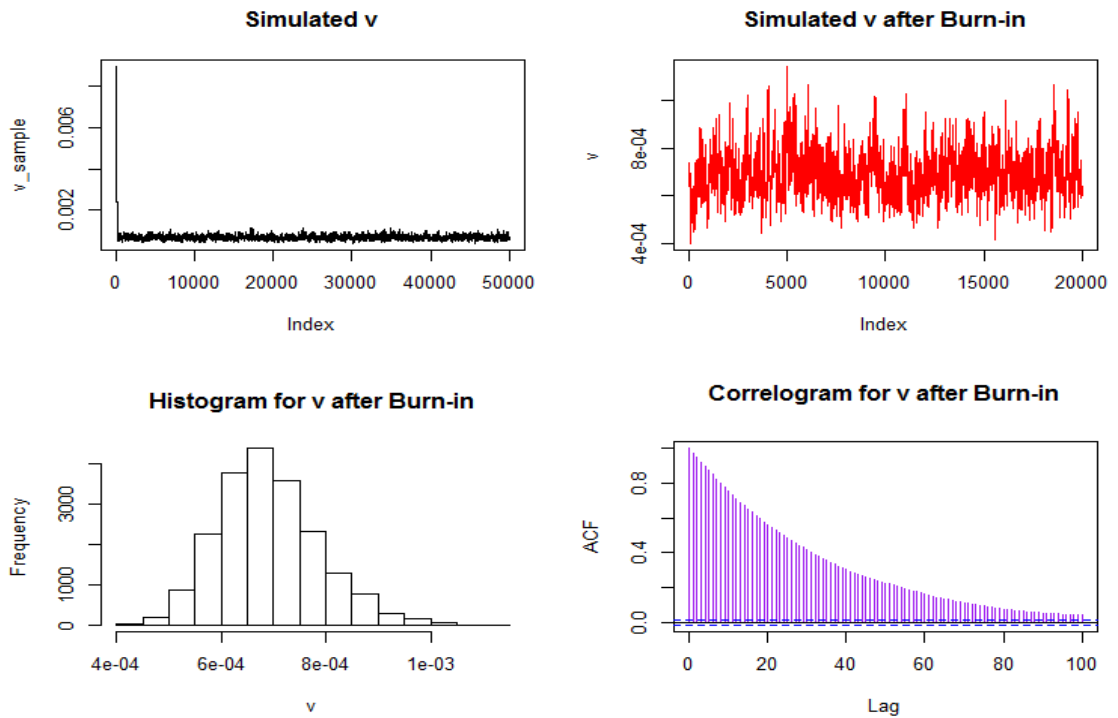 Simulated v
v_sample
0.006
0.002
0 10000 20000 30000 40000 50000
Index
Simulated v after Burn-in
v
8e-04
4e-04
0 5000 10000 15000 20000
Index
Histogram for v after Burn-in
Frequency
3000
1000
0
4e-04 6e-04 8e-04 1e-03
v
Correlogram for v after Burn-in
ACF
0.8
0.4
0.0
0 20 40 60 80 100
Lag